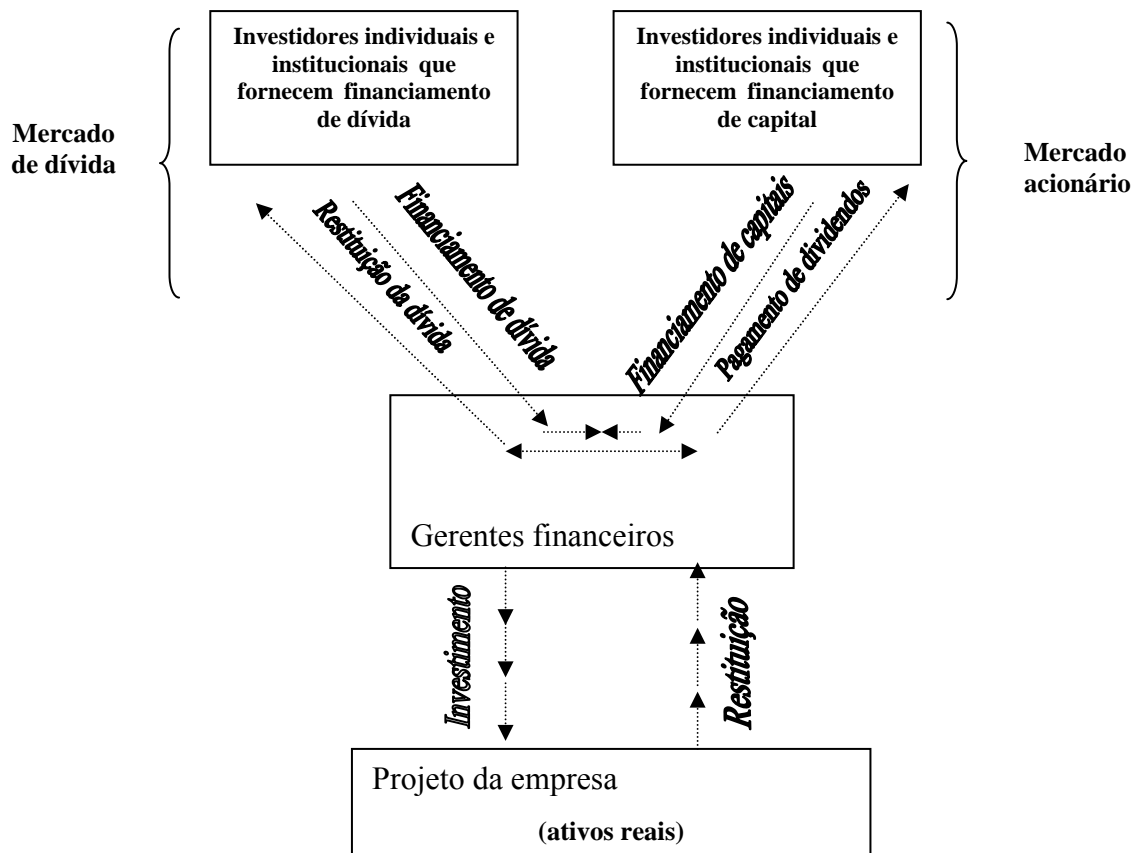 Investidores individuais e
institucionais que
fornecem financiamento
de dívida
Investidores individuais e
institucionais que
fornecem financiamento
de capital
Mercado
de dívida
Mercado
acionário
Restituição da dívida
Financiamento de dívida
Financiamento de capitais
Pagamento de dividendos
Gerentes financeiros
Investimento
Restituição
Projeto da empresa
(ativos reais)